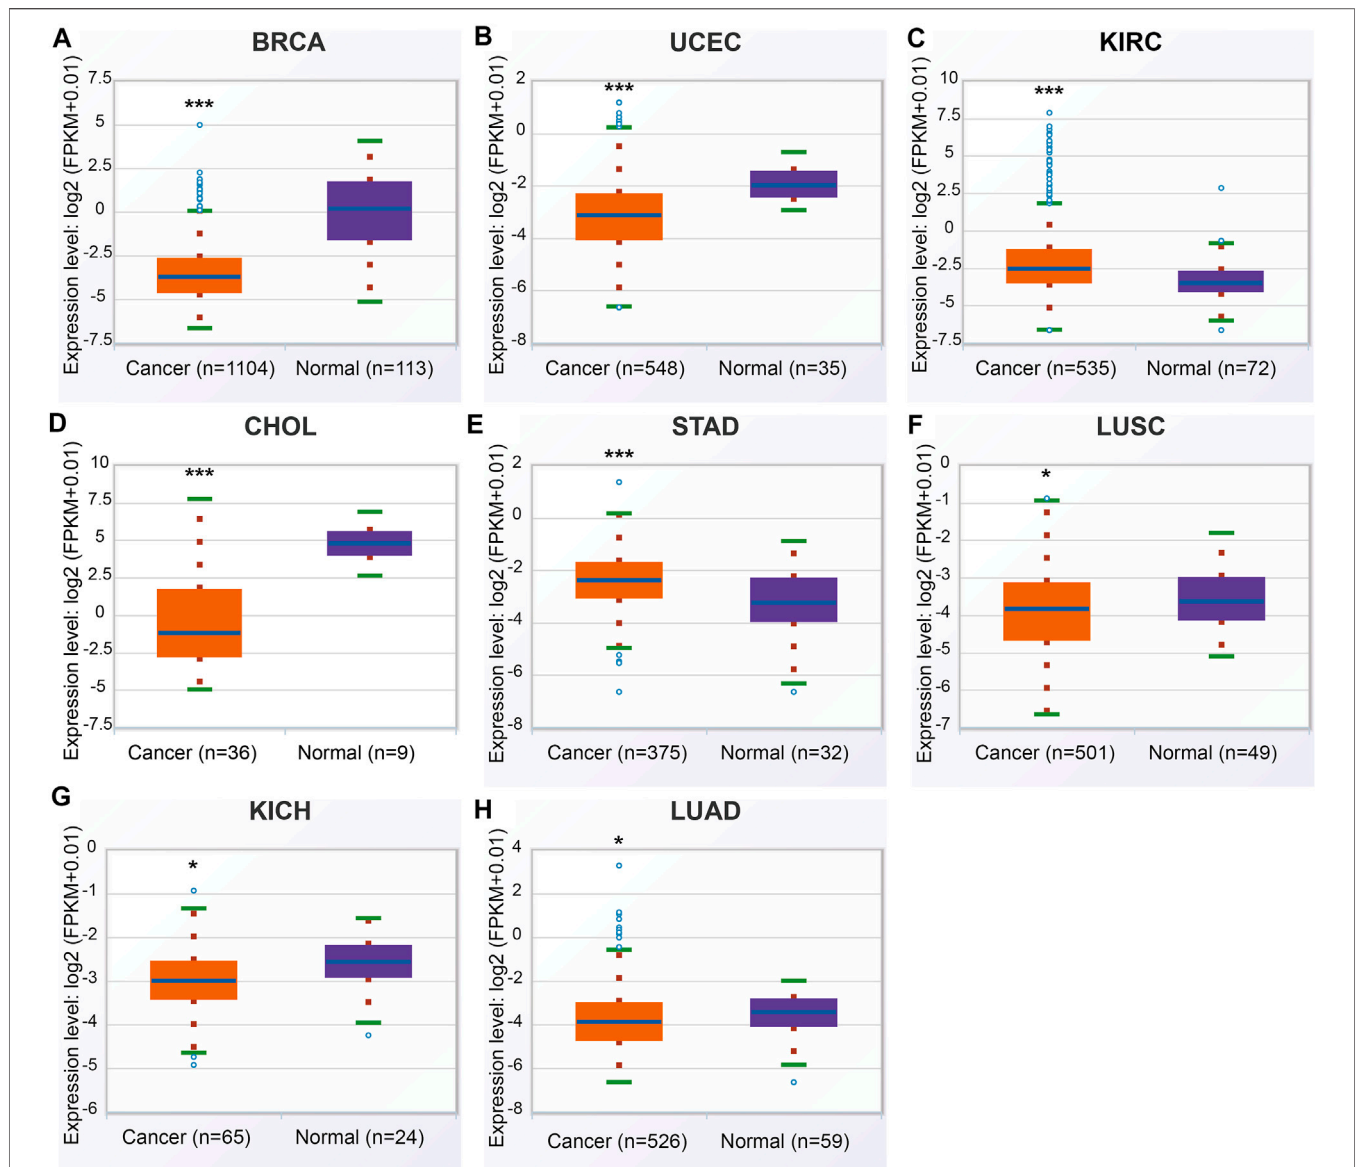 A
BRCA
Expression level: log2 (FPKM+0.01)
7.5
5
2.5
0
-2.5
-5
-7.5
***
Cancer (n=1104)
Normal (n=113)
B
UCEC
Expression level: log2 (FPKM+0.01)
2
0
-2
-4
-6
-8
***
Cancer (n=548)
Normal (n=35)
C
KIRC
Expression level: log2 (FPKM+0.01)
10
7.5
5
2.5
0
-2.5
-5
-7.5
***
Cancer (n=535)
Normal (n=72)
D
CHOL
Expression level: log2 (FPKM+0.01)
10
7.5
5
2.5
0
-2.5
-5
-7.5
***
Cancer (n=36)
Normal (n=9)
E
STAD
Expression level: log2 (FPKM+0.01)
2
0
-2
-4
-6
-8
***
Cancer (n=375)
Normal (n=32)
F
LUSC
Expression level: log2 (FPKM+0.01)
0
-1
-2
-3
-4
-5
-6
-7
*
Cancer (n=501)
Normal (n=49)
G
KICH
Expression level: log2 (FPKM+0.01)
0
-1
-2
-3
-4
-5
-6
*
Cancer (n=65)
Normal (n=24)
H
LUAD
Expression level: log2 (FPKM+0.01)
4
2
0
-2
-4
-6
-8
*
Cancer (n=526)
Normal (n=59)